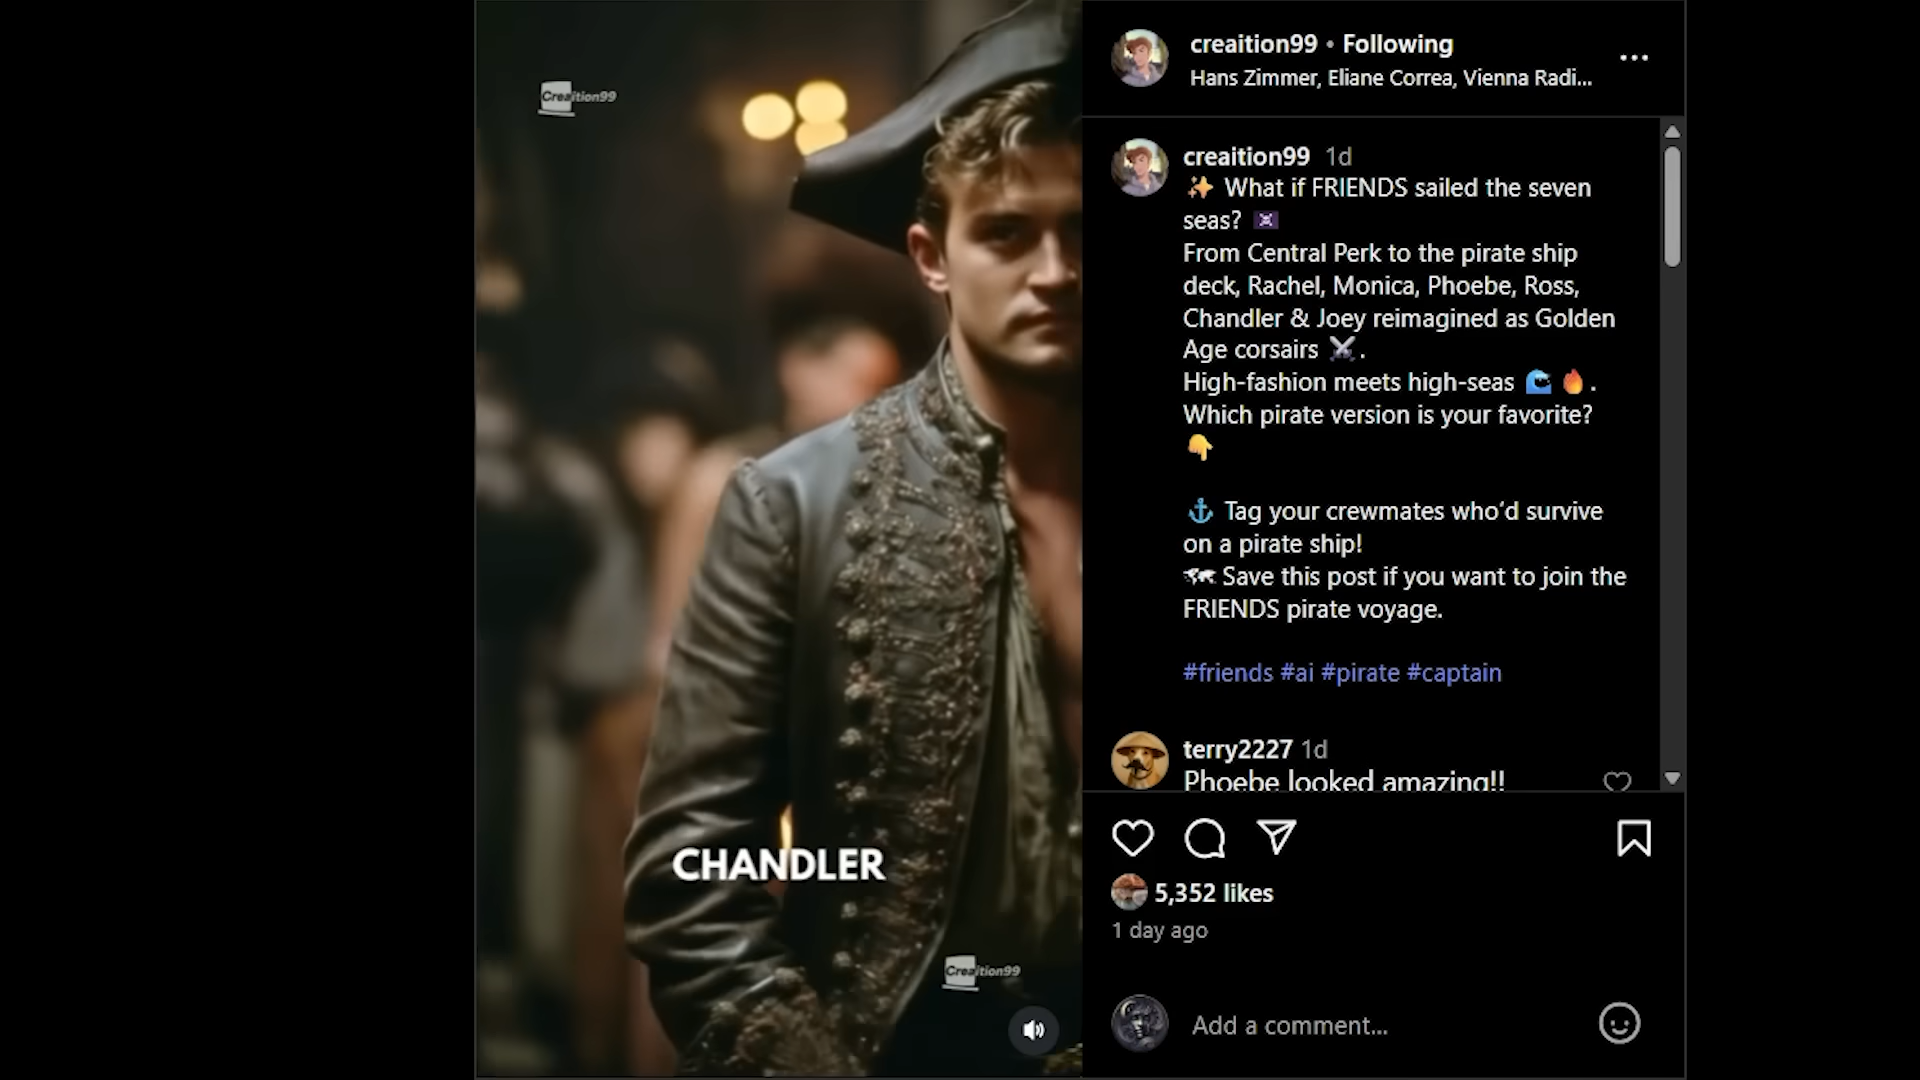 Creaition99
CHANDLER
Creaition99
creaition99 • Following
Hans Zimmer, Eliane Correa, Vienna Radi...
creaition99 1d
✨ What if FRIENDS sailed the seven
seas? 🏴‍☠️
From Central Perk to the pirate ship
deck, Rachel, Monica, Phoebe, Ross,
Chandler & Joey reimagined as Golden
Age corsairs ⚔️.
High-fashion meets high-seas 🌊🔥.
Which pirate version is your favorite?
👇
⚓ Tag your crewmates who’d survive
on a pirate ship!
🗺️ Save this post if you want to join the
FRIENDS pirate voyage.
#friends #ai #pirate #captain
terry2227 1d
Phoebe looked amazing!!
5,352 likes
1 day ago
Add a comment...